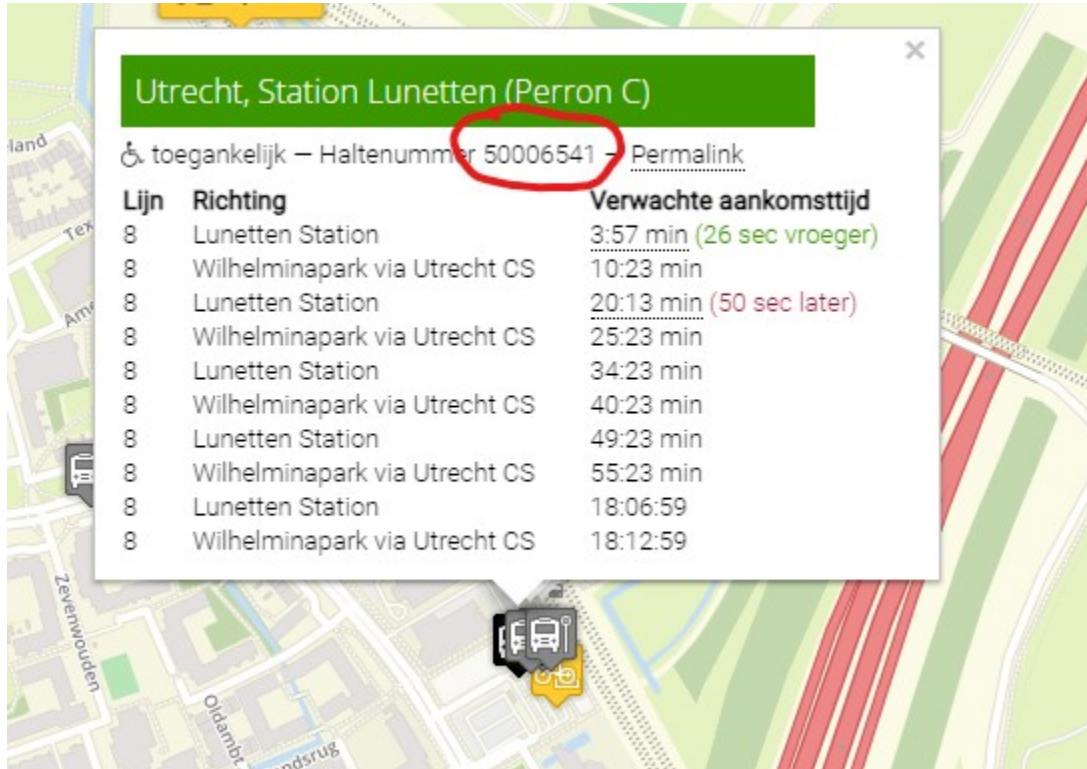 ×
Utrecht, Station Lunetten (Perron C)
toegankelijk – Haltenummer 50006541 – Permalink
Lijn Richting Verwachte aankomsttijd
8 Lunetten Station 3:57 min (26 sec vroeger)
8 Wilhelminapark via Utrecht CS 10:23 min
8 Lunetten Station 20:13 min (50 sec later)
8 Wilhelminapark via Utrecht CS 25:23 min
8 Lunetten Station 34:23 min
8 Wilhelminapark via Utrecht CS 40:23 min
8 Lunetten Station 49:23 min
8 Wilhelminapark via Utrecht CS 55:23 min
8 Lunetten Station 18:06:59
8 Wilhelminapark via Utrecht CS 18:12:59
Zevenwouden
Oldambt